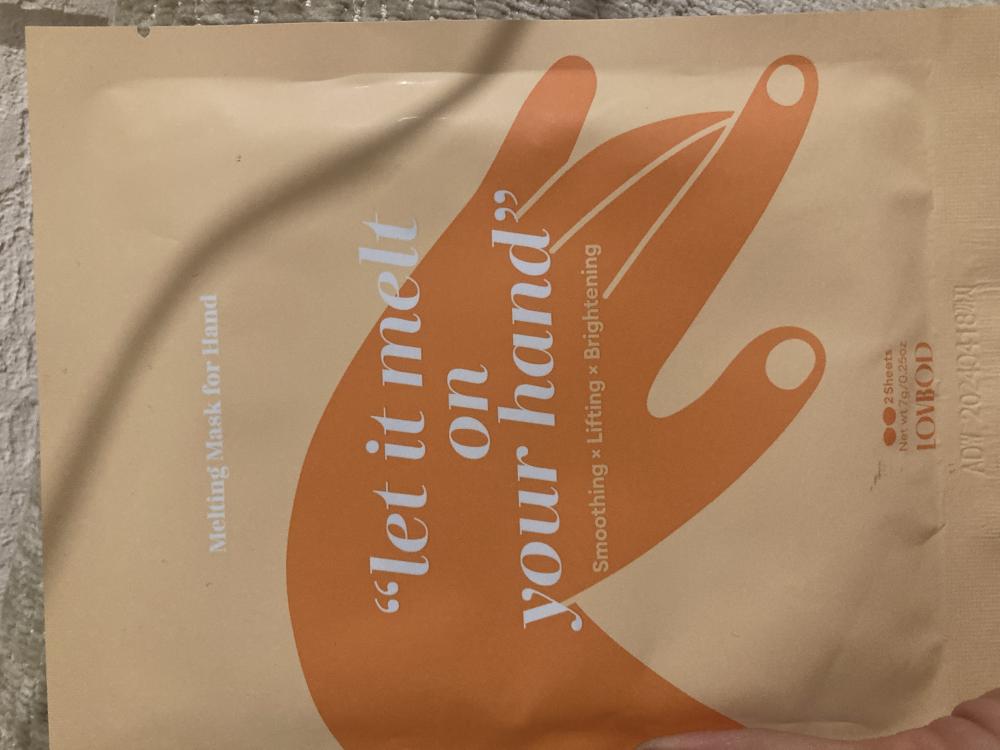 Melting Mask for Hand
“let it melt
on
your hand”
Smoothing × Lifting × Brightening
2 Sheets
Net wt. 7g/0.25oz
LOVBOD